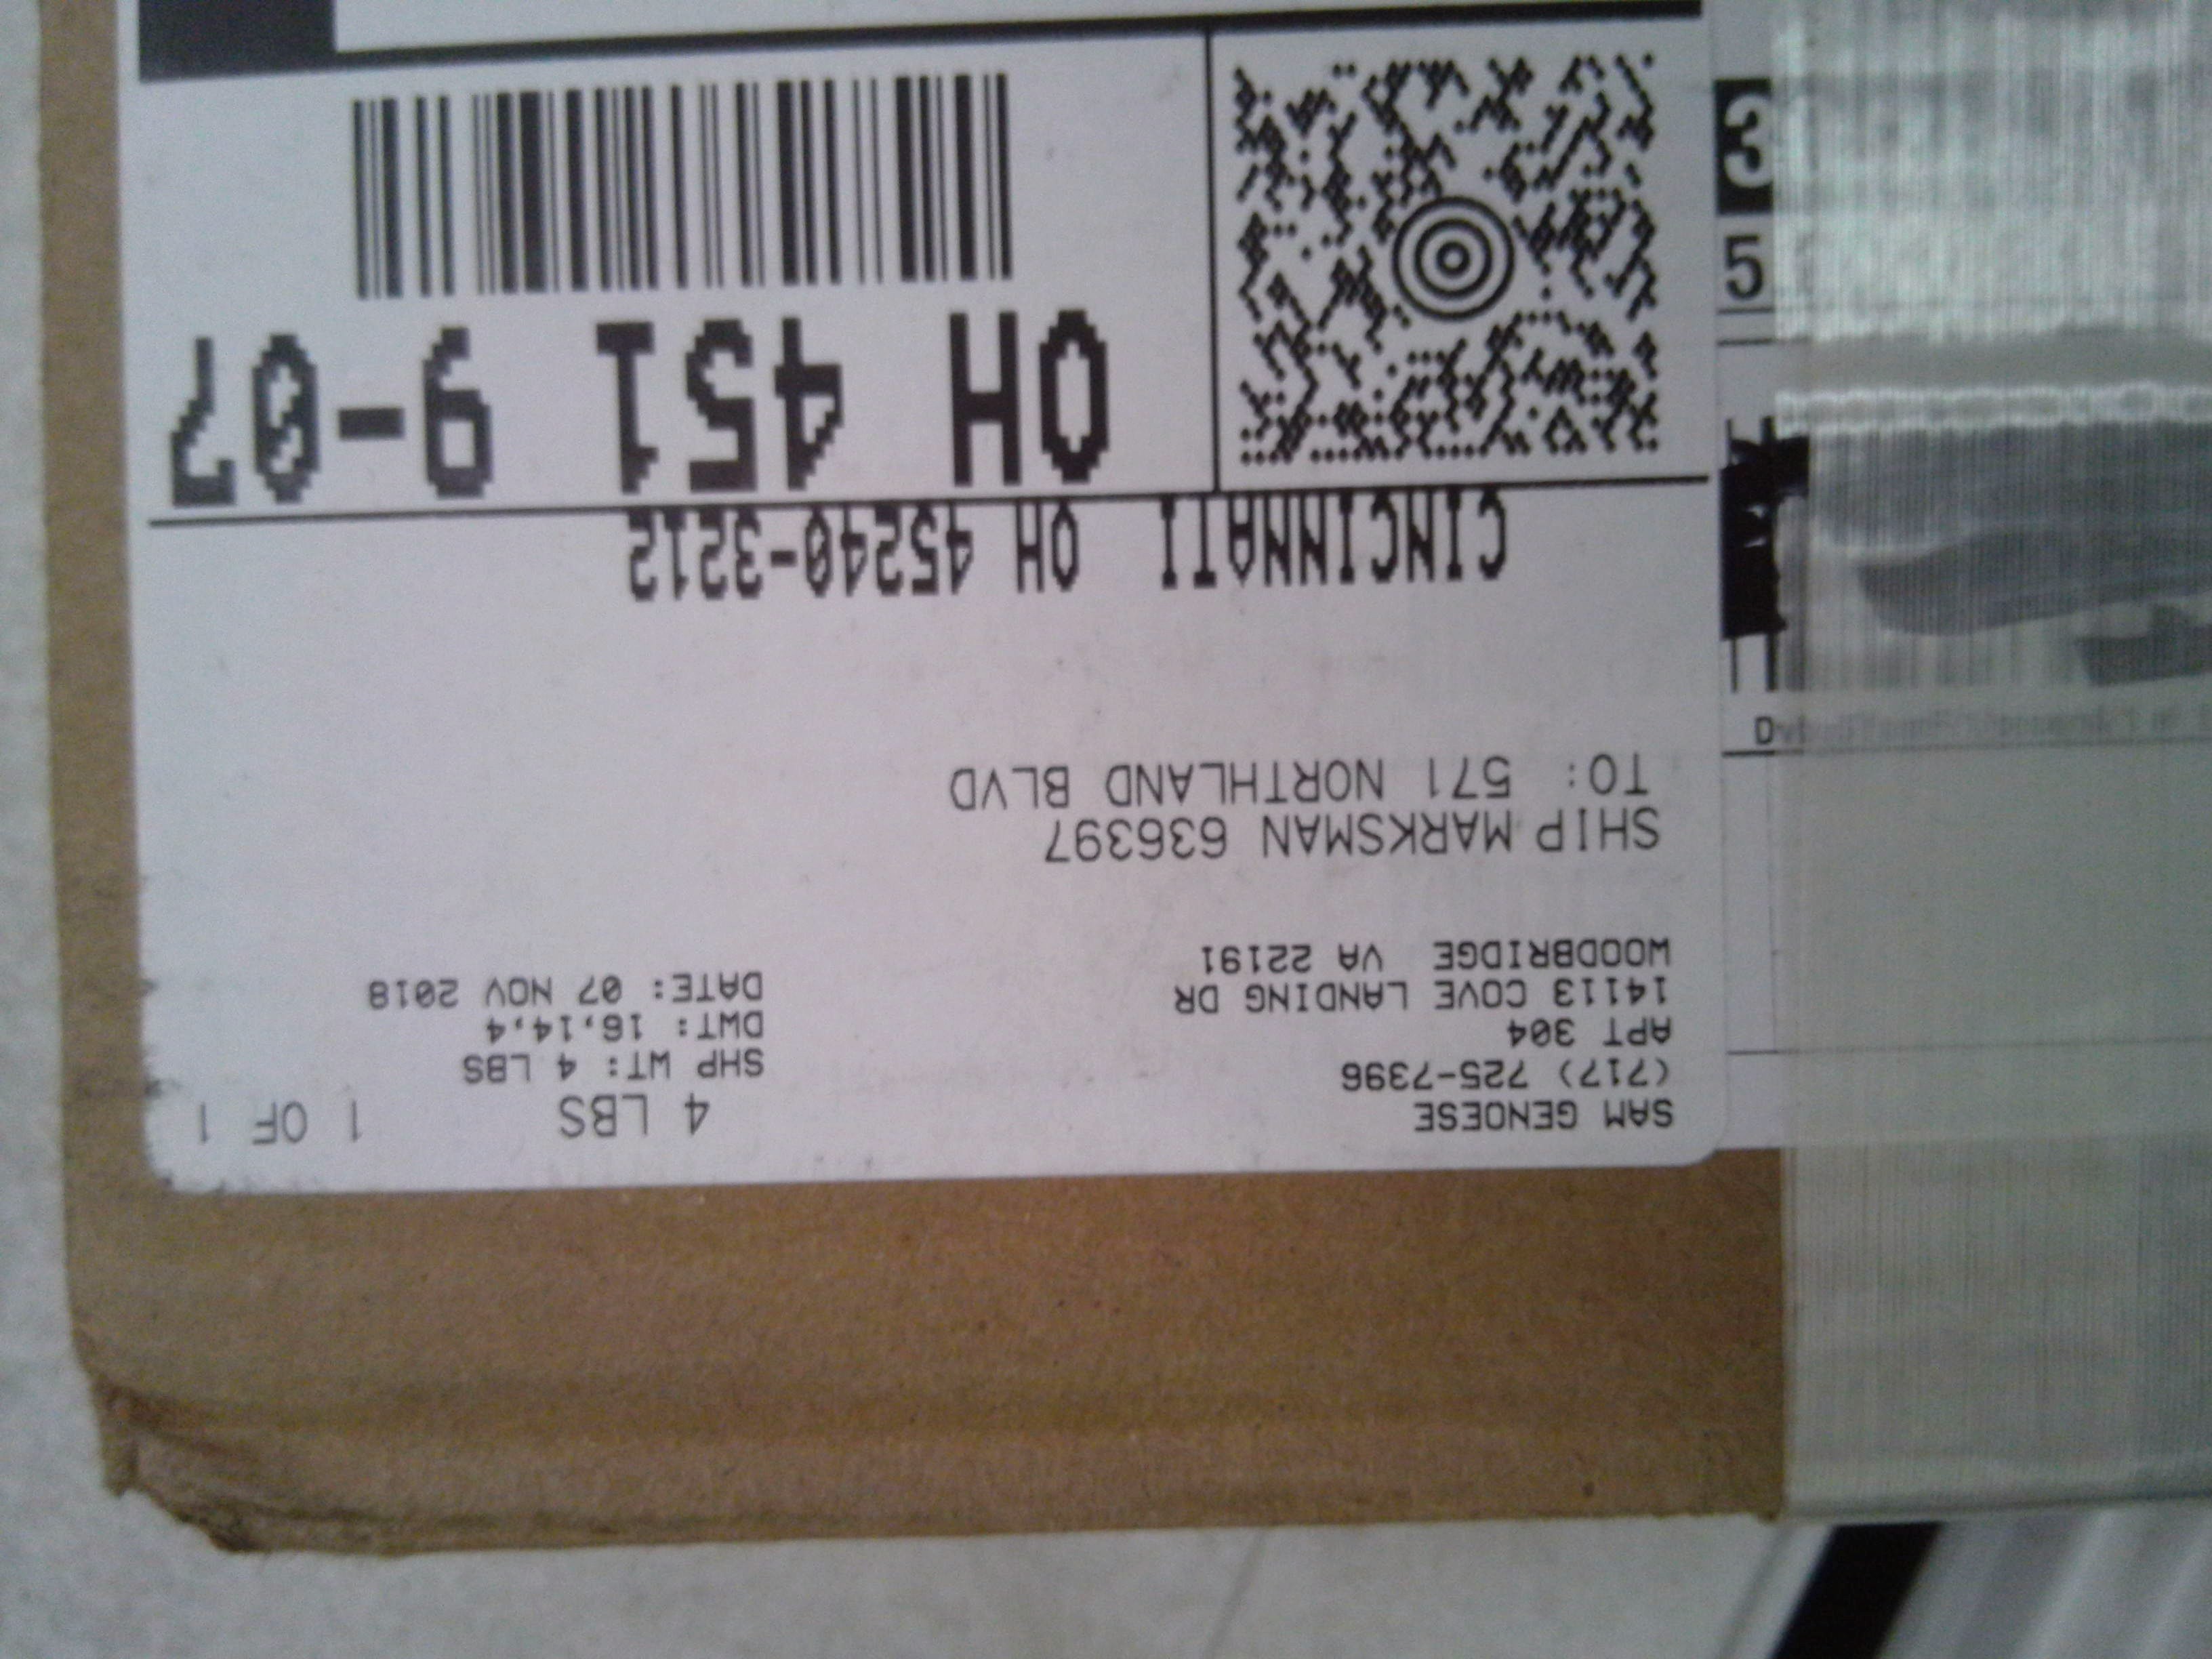 SAM GENOESE
(717) 725-7396
APT 304
14113 COVE LANDING DR
WOODBRIDGE VA 22191
4 LBS
1 OF 1
SHP WT: 4 LBS
DWT: 16,14,4
DATE: 07 NOV 2018
SHIP MARKSMAN 636397
TO: 571 NORTHLAND BLVD
CINCINNATI OH 45240-3212
OH 451 9-07